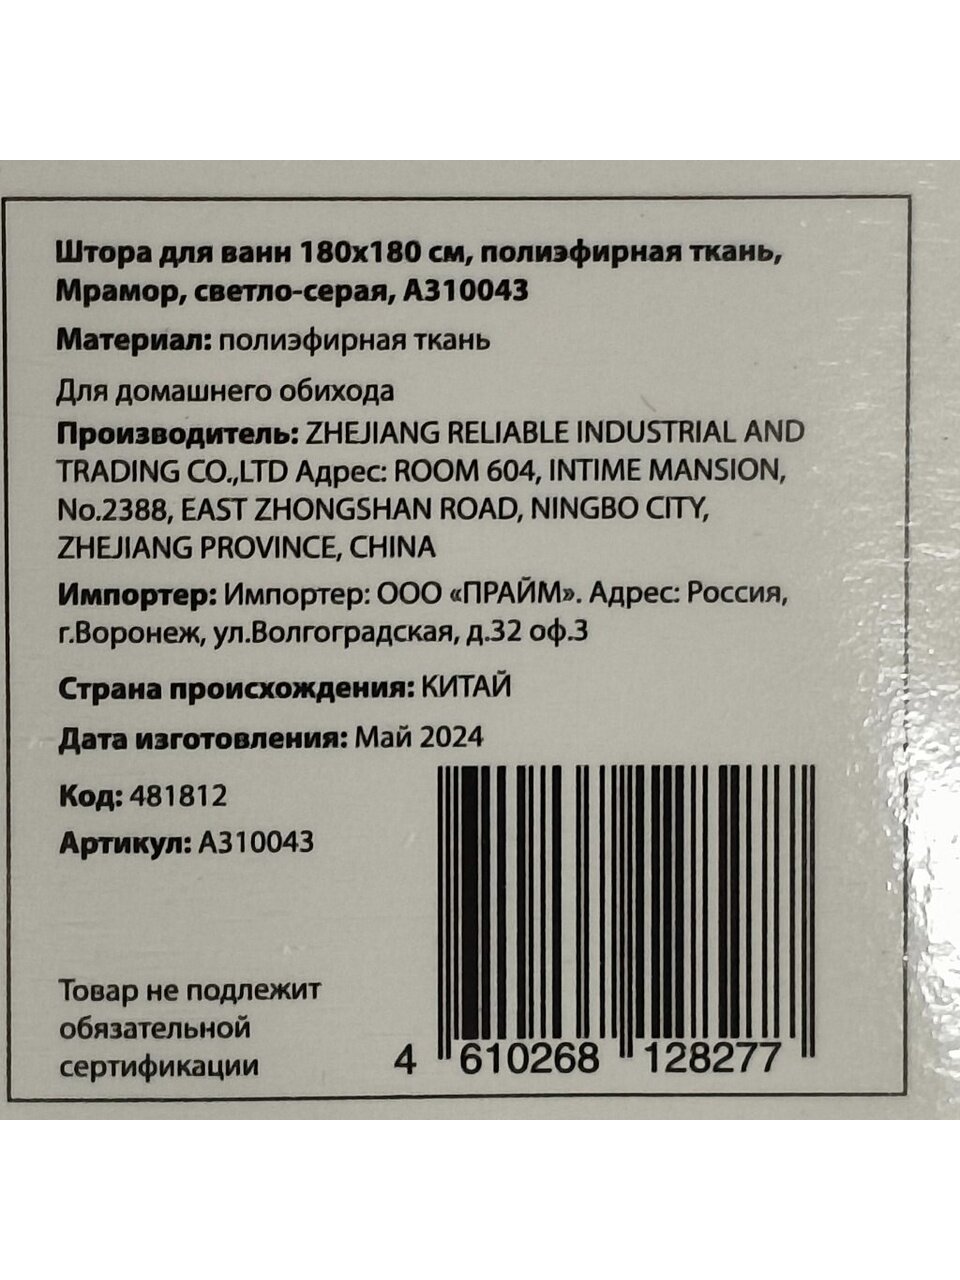 Штора для ванн 180х180 см, полиэфирная ткань,
Мрамор, светло-серая, А310043
Материал: полиэфирная ткань
Для домашнего обихода
Производитель: ZHEJIANG RELIABLE INDUSTRIAL AND
TRADING CO.,LTD Адрес: ROOM 604, INTIME MANSION,
No.2388, EAST ZHONGSHAN ROAD, NINGBO CITY,
ZHEJIANG PROVINCE, CHINA
Импортер: Импортер: ООО «ПРАЙМ». Адрес: Россия,
г.Воронеж, ул.Волгоградская, д.32 оф.3
Страна происхождения: КИТАЙ
Дата изготовления: Май 2024
Код: 481812
Артикул: А310043
Товар не подлежит
обязательной
сертификации
4 610268 128277